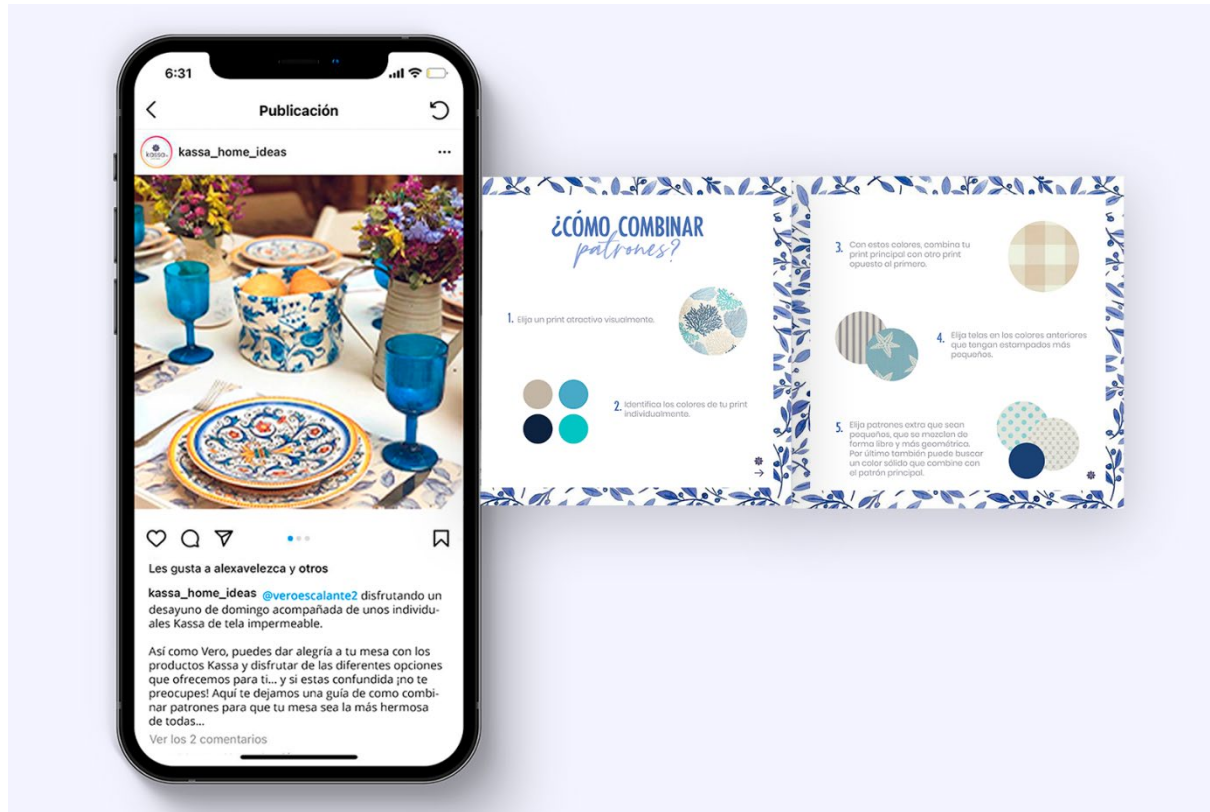 6:31
Publicación
kassa
kassa_home_ideas
Les gusta a alexavelezca y otros
kassa_home_ideas @veroescalante2 disfrutando un
desayuno de domingo acompañada de unos individu-
ales Kassa de tela impermeable.
Así como Vero, puedes dar alegría a tu mesa con los
productos Kassa y disfrutar de las diferentes opciones
que ofrecemos para ti... y si estas confundida ¡no te
preocupes! Aquí te dejamos una guía de como combi-
nar patrones para que tu mesa sea la más hermosa
de todas...
Ver los 2 comentarios
¿CÓMO COMBINAR
patrones?
1. Elija un print atractivo visualmente.
2. Identifica los colores de tu print
individualmente.
3. Con estos colores, combina tu
print principal con otro print
opuesto al primero.
4. Elija telas en los colores anteriores
que tengan estampados más
pequeños.
5. Elija patrones extra que sean
pequeños, que se mezclen de
forma libre y más geométrica.
Por último también puede buscar
un color sólido que combine con
el patrón principal.